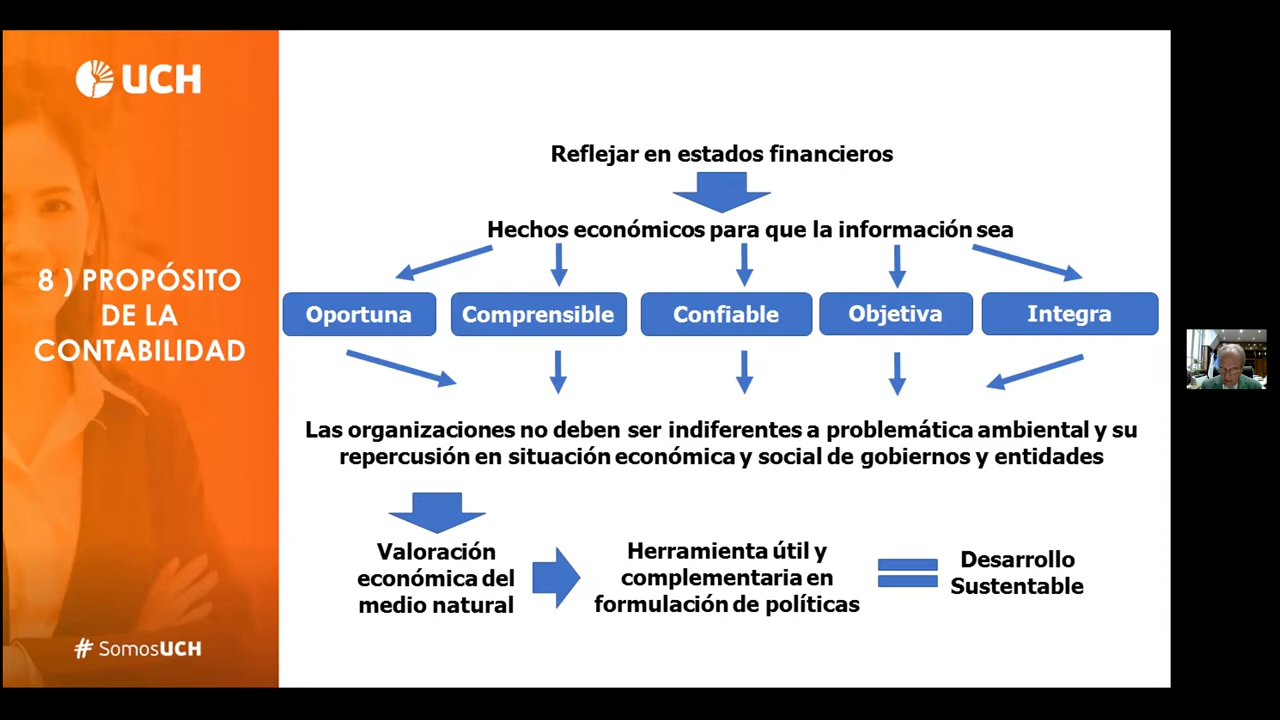 UCH
8 ) PROPÓSITO
DE LA
CONTABILIDAD
# SomosUCH
Reflejar en estados financieros
Hechos económicos para que la información sea
Oportuna
Comprensible
Confiable
Objetiva
Integra
Las organizaciones no deben ser indiferentes a problemática ambiental y su
repercusión en situación económica y social de gobiernos y entidades
Valoración
económica del
medio natural
Herramienta útil y
complementaria en
formulación de políticas
Desarrollo
Sustentable